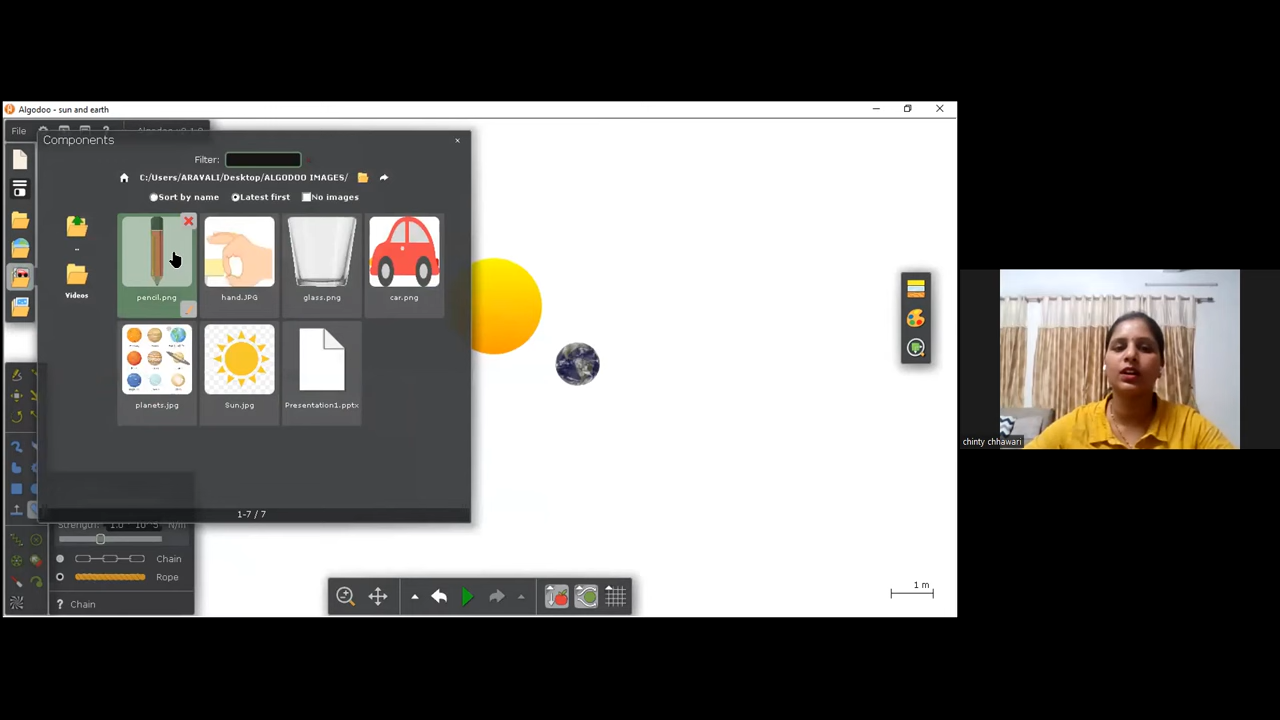 Algodoo - sun and earth
File
Components
Filter:
C:/Users/ARAVALI/Desktop/ALGODOO IMAGES/
Sort by name
Latest first
No images
..
Videos
pencil.png
hand.JPG
glass.png
car.png
planets.jpg
Sun.jpg
Presentation1.pptx
1-7 / 7
Chain
Rope
? Chain
1 m
chinty chhawari